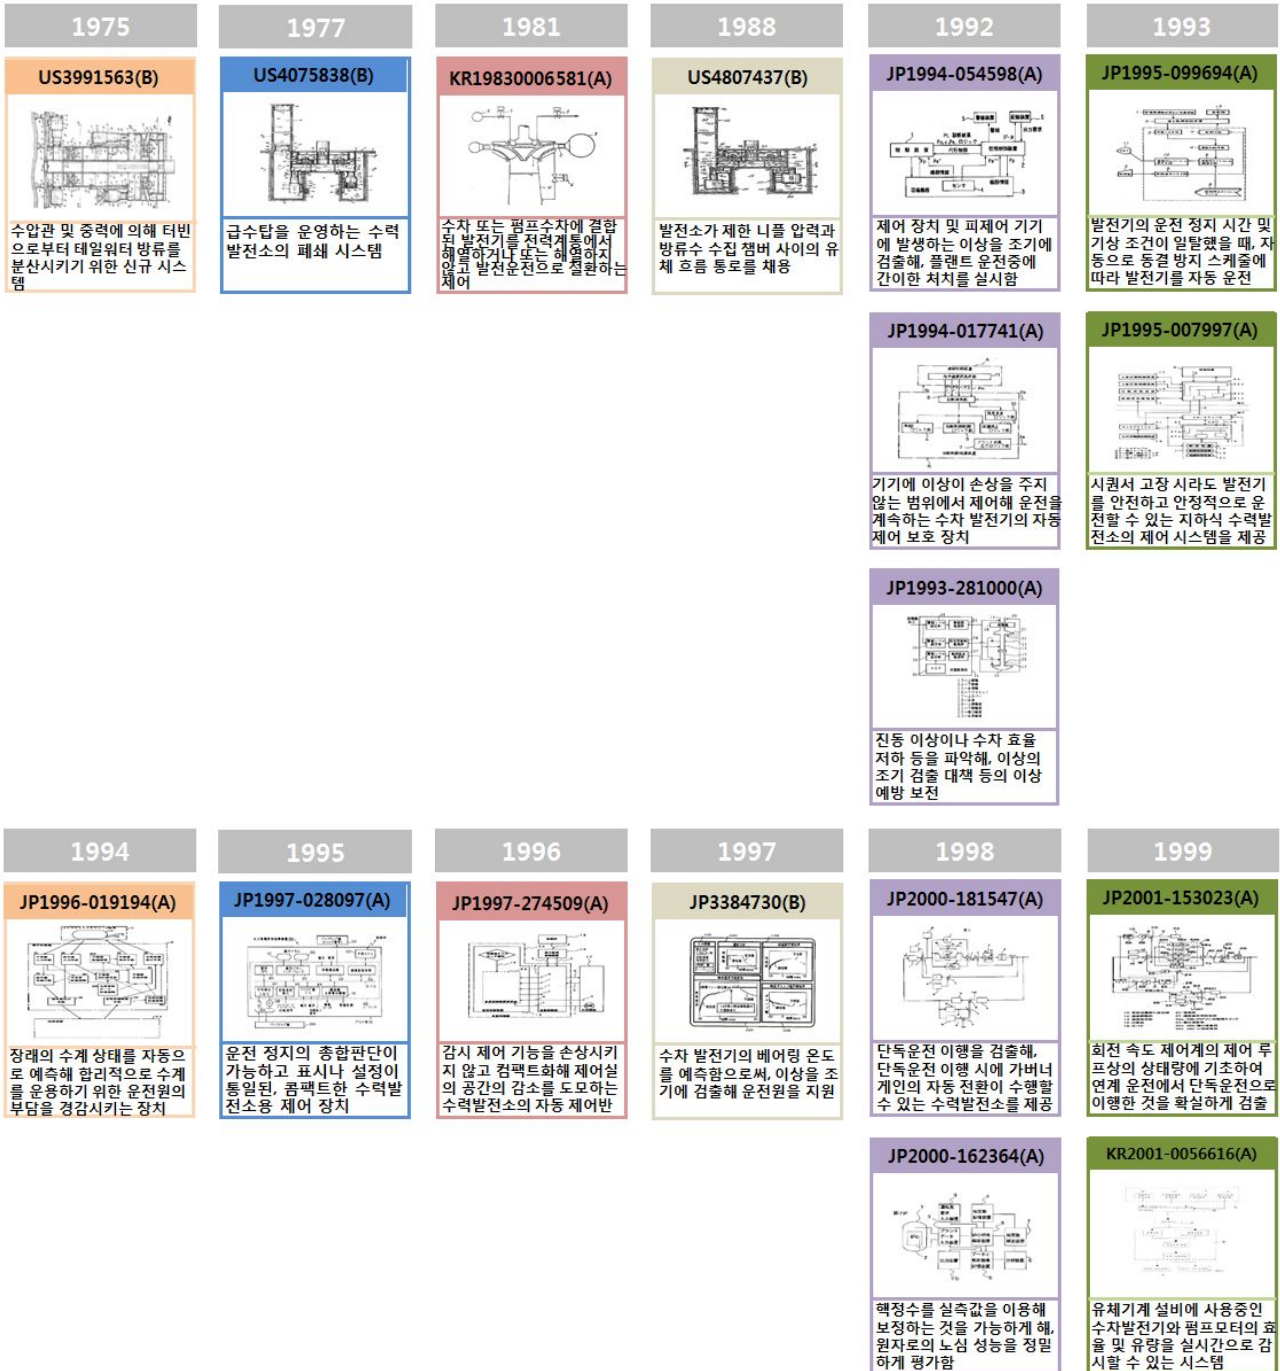 1975
1977
1981
1988
1992
1993
US3991563(B)
수압관 및 중력에 의해 터빈
으로부터 테일워터 방류를
분산시키기 위한 신규 시스
템
US4075838(B)
급수탑을 운영하는 수력
발전소의 폐쇄 시스템
KR19830006581(A)
수차 또는 펌프수차에 결합
된 발전기를 전력계통에서
해열하거나 또는 해열하지
않고 발전운전으로 절환하는
제어
US4807437(B)
발전소가 제한 니플 압력과
방류수 수집 챔버 사이의 유
체 흐름 통로를 채용
JP1994-054598(A)
제어 장치 및 피제어 기기
에 발생하는 이상을 조기에
검출해, 플랜트 운전중에
간이한 처치를 실시함
JP1995-099694(A)
발전기의 운전 정지 시간 및
기상 조건이 일탈했을 때, 자
동으로 동결 방지 스케줄에
따라 발전기를 자동 운전
JP1994-017741(A)
기기에 이상이 손상을 주지
않는 범위에서 제어해 운전을
계속하는 수차 발전기의 자동
제어 보호 장치
JP1995-007997(A)
시퀀서 고장 시라도 발전기
를 안전하고 안정적으로 운
전할 수 있는 지하식 수력발
전소의 제어 시스템을 제공
JP1993-281000(A)
진동 이상이나 수차 효율
저하 등을 파악해, 이상의
조기 검출 대책 등의 이상
예방 보전
1994
1995
1996
1997
1998
1999
JP1996-019194(A)
장래의 수계 상태를 자동으
로 예측해 합리적으로 수계
를 운용하기 위한 운전원의
부담을 경감시키는 장치
JP1997-028097(A)
운전 정지의 총합판단이
가능하고 표시나 설정이
통일된, 콤팩트한 수력발
전소용 제어 장치
JP1997-274509(A)
감시 제어 기능을 손상시키
지 않고 컴팩트화해 제어실
의 공간의 감소를 도모하는
수력발전소의 자동 제어반
JP3384730(B)
수차 발전기의 베어링 온도
를 예측함으로써, 이상을 조
기에 검출해 운전원을 지원
JP2000-181547(A)
단독운전 이행을 검출해,
단독운전 이행 시에 가버너
게인의 자동 전환이 수행할
수 있는 수력발전소를 제공
JP2001-153023(A)
회전 속도 제어계의 제어 루
프상의 상태량에 기초하여
연계 운전에서 단독운전으로
이행한 것을 확실하게 검출
JP2000-162364(A)
핵정수를 실측값을 이용해
보정하는 것을 가능하게 해,
원자로의 노심 성능을 정밀
하게 평가함
KR2001-0056616(A)
유체기계 설비에 사용중인
수차발전기와 펌프모터의 효
율 및 유량을 실시간으로 감
시할 수 있는 시스템